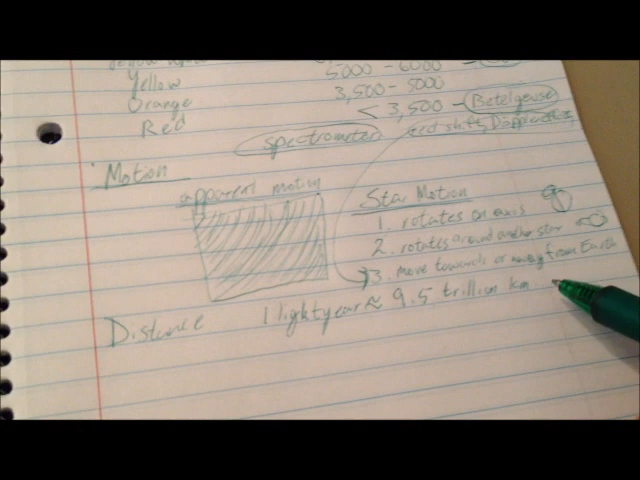 Yellow
5000 - 6000
Orange
3,500 - 5000
Red
< 3,500 - Betelgeuse
spectrometer
red shift, Doppler
Motion
apparent motion
Star Motion
1. rotates on axis
2. rotates around another star
3. move towards or away from Earth
Distance 1 lightyear ≈ 9.5 trillion km